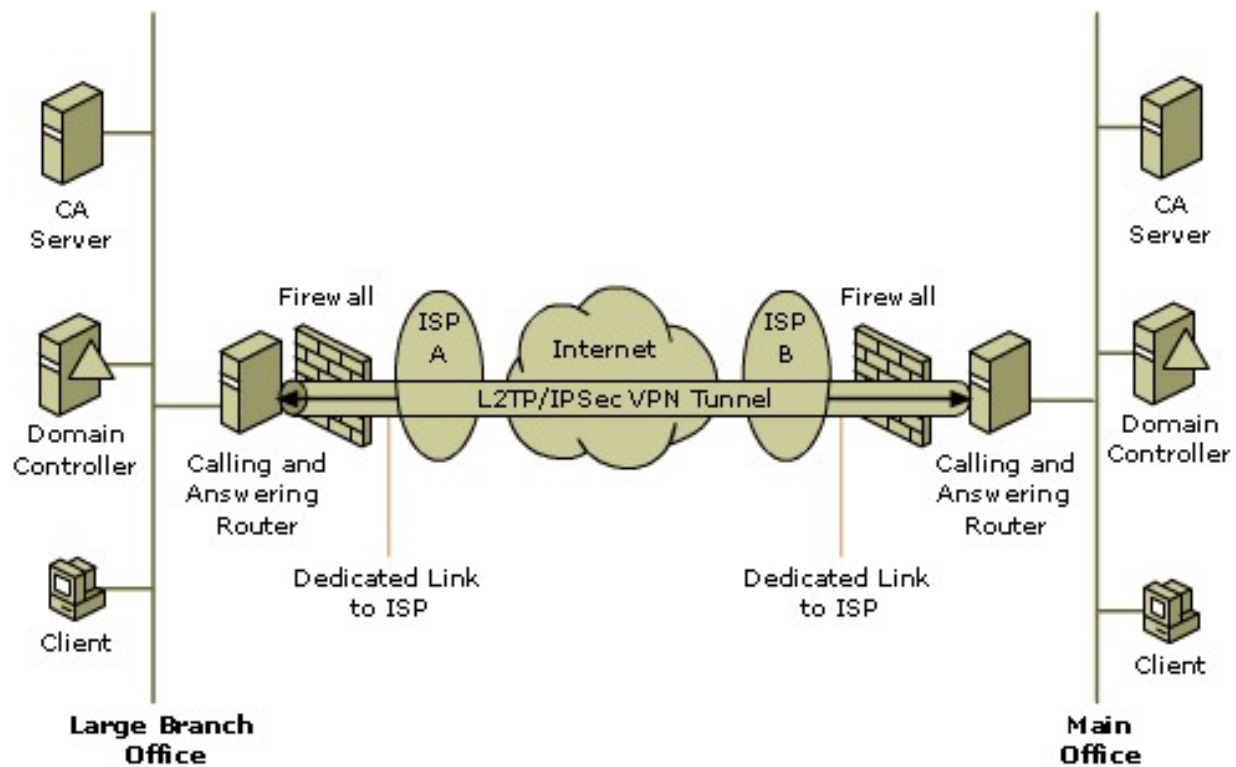 CA
Server
Domain
Controller
Client
Large Branch
Office
Calling and
Answering
Router
Firewall
ISP
A
Dedicated Link
to ISP
Internet
L2TP/IPSec VPN Tunnel
ISP
B
Dedicated Link
to ISP
Firewall
Calling and
Answering
Router
CA
Server
Domain
Controller
Client
Main
Office